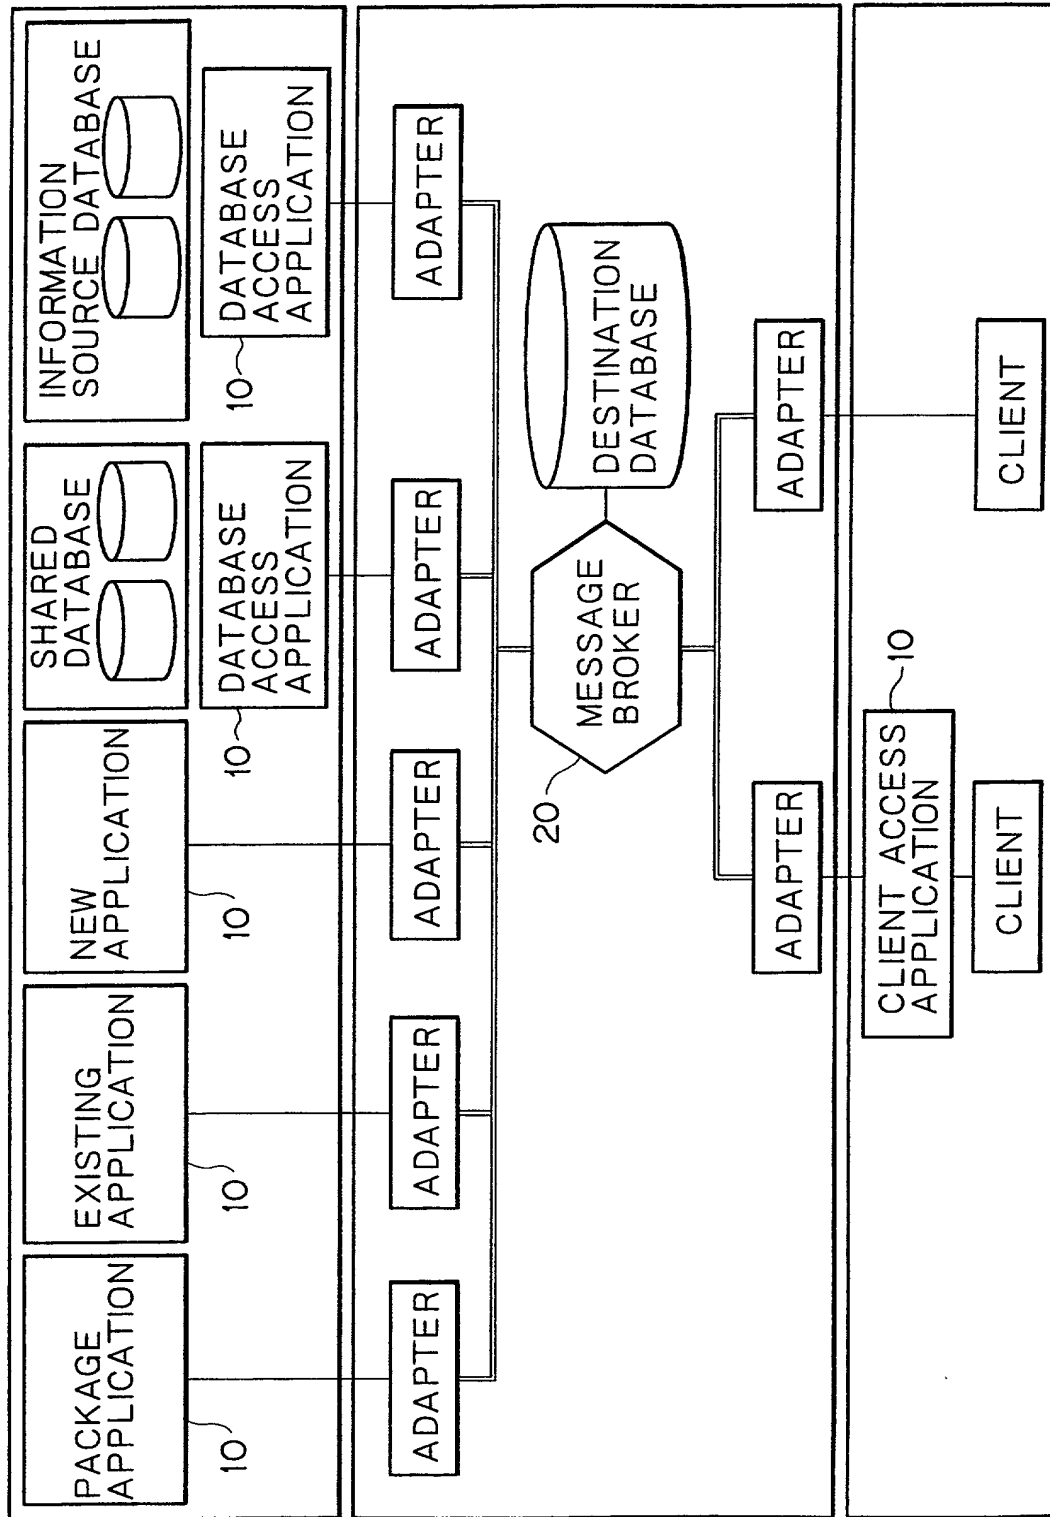 PACKAGE
APPLICATION
10
EXISTING
APPLICATION
10
NEW
APPLICATION
10
SHARED
DATABASE
DATABASE
ACCESS
APPLICATION
10
INFORMATION
SOURCE DATABASE
DATABASE
ACCESS
APPLICATION
10
ADAPTER
ADAPTER
ADAPTER
ADAPTER
ADAPTER
MESSAGE
BROKER
20
DESTINATION
DATABASE
ADAPTER
ADAPTER
CLIENT ACCESS
APPLICATION
10
CLIENT
CLIENT